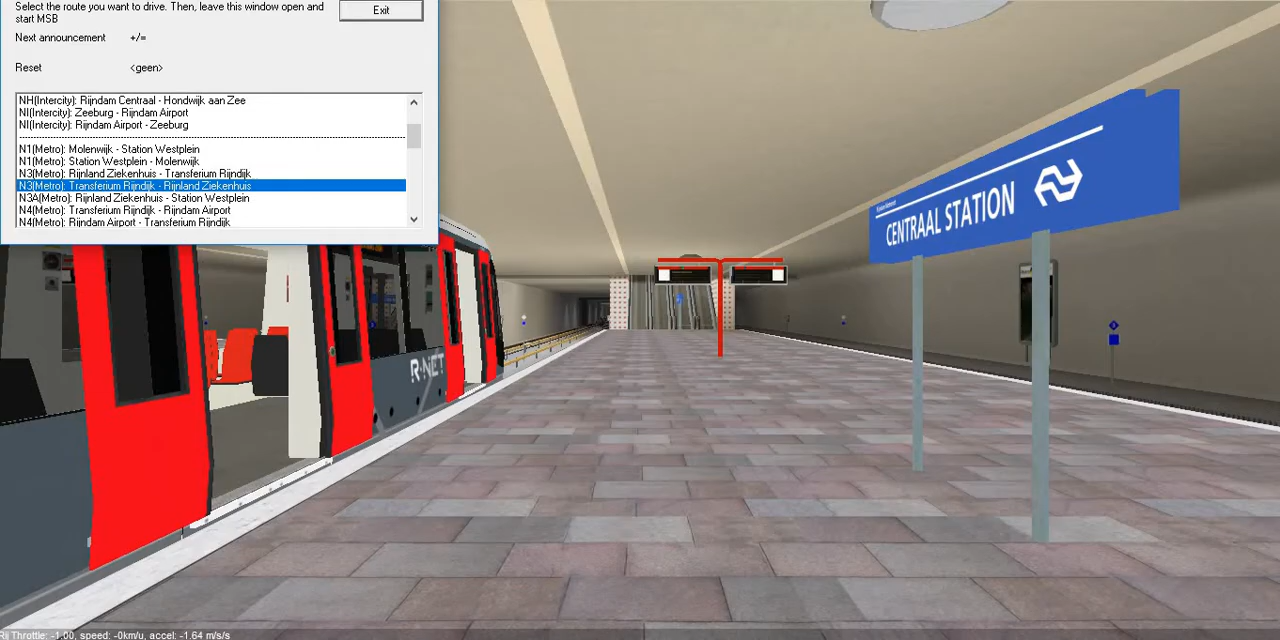 Select the route you want to drive. Then, leave this window open and
start MSB
Exit
Next announcement +/=
Reset <geen>
NH(Intercity): Rijndam Centraal - Hondwijk aan Zee
NI(Intercity): Zeeburg - Rijndam Airport
NI(Intercity): Rijndam Airport - Zeeburg
N1(Metro): Molenwijk - Station Westplein
N1(Metro): Station Westplein - Molenwijk
N3(Metro): Rijnland Ziekenhuis - Transferium Rijndijk
N3(Metro): Transferium Rijndijk - Rijnland Ziekenhuis
N3A(Metro): Rijnland Ziekenhuis - Station Westplein
N4(Metro): Transferium Rijndijk - Rijndam Airport
N4(Metro): Rijndam Airport - Transferium Rijndijk
CENTRAAL STATION
R-NET
Throttle: -1.00, speed: -0km/u, accel: -1.64 m/s/s